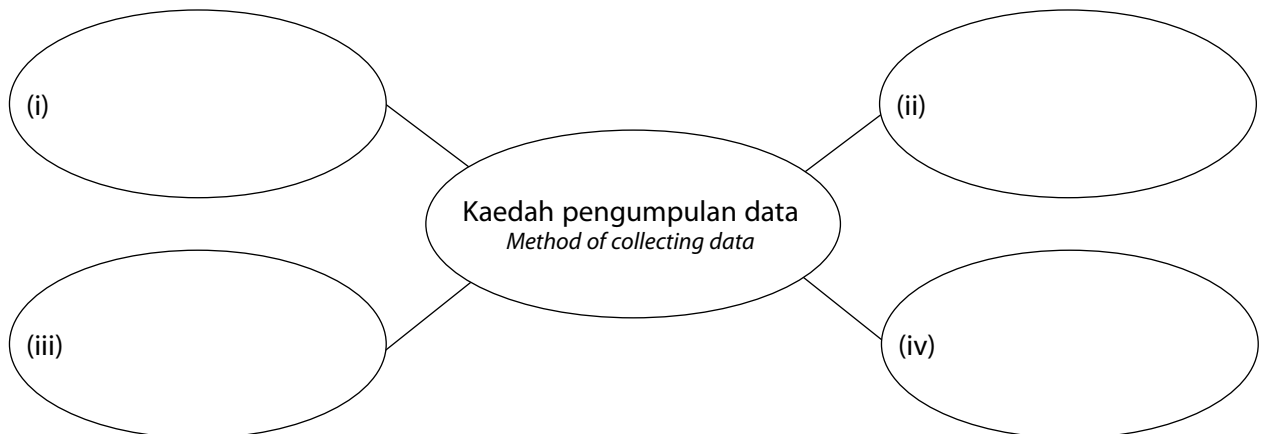 (i)
(ii)
Kaedah pengumpulan data
Method of collecting data
(iii)
(iv)